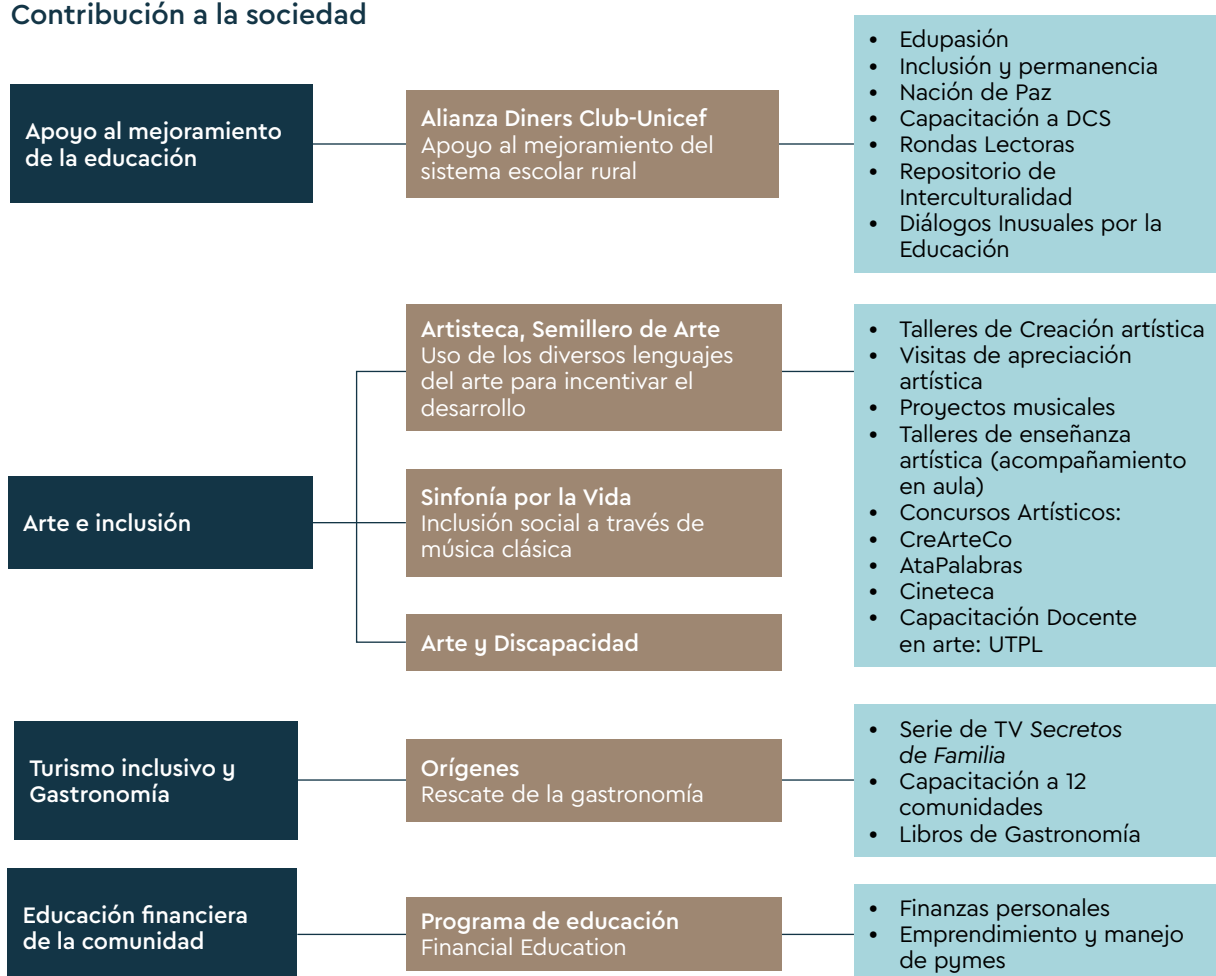 Contribución a la sociedad
Apoyo al mejoramiento
de la educación
Alianza Diners Club-Unicef
Apoyo al mejoramiento del
sistema escolar rural
• Edupasión
• Inclusión y permanencia
• Nación de Paz
• Capacitación a DCS
• Rondas Lectoras
• Repositorio de
Interculturalidad
• Diálogos Inusuales por la
Educación
Arte e inclusión
Artisteca, Semillero de Arte
Uso de los diversos lenguajes
del arte para incentivar el
desarrollo
Sinfonía por la Vida
Inclusión social a través de
música clásica
Arte y Discapacidad
• Talleres de Creación artística
• Visitas de apreciación
artística
• Proyectos musicales
• Talleres de enseñanza
artística (acompañamiento
en aula)
• Concursos Artísticos:
• CreArteCo
• AtaPalabras
• Cineteca
• Capacitación Docente
en arte: UTPL
Turismo inclusivo y
Gastronomía
Orígenes
Rescate de la gastronomía
• Serie de TV Secretos
de Familia
• Capacitación a 12
comunidades
• Libros de Gastronomía
Educación financiera
de la comunidad
Programa de educación
Financial Education
• Finanzas personales
• Emprendimiento y manejo
de pymes